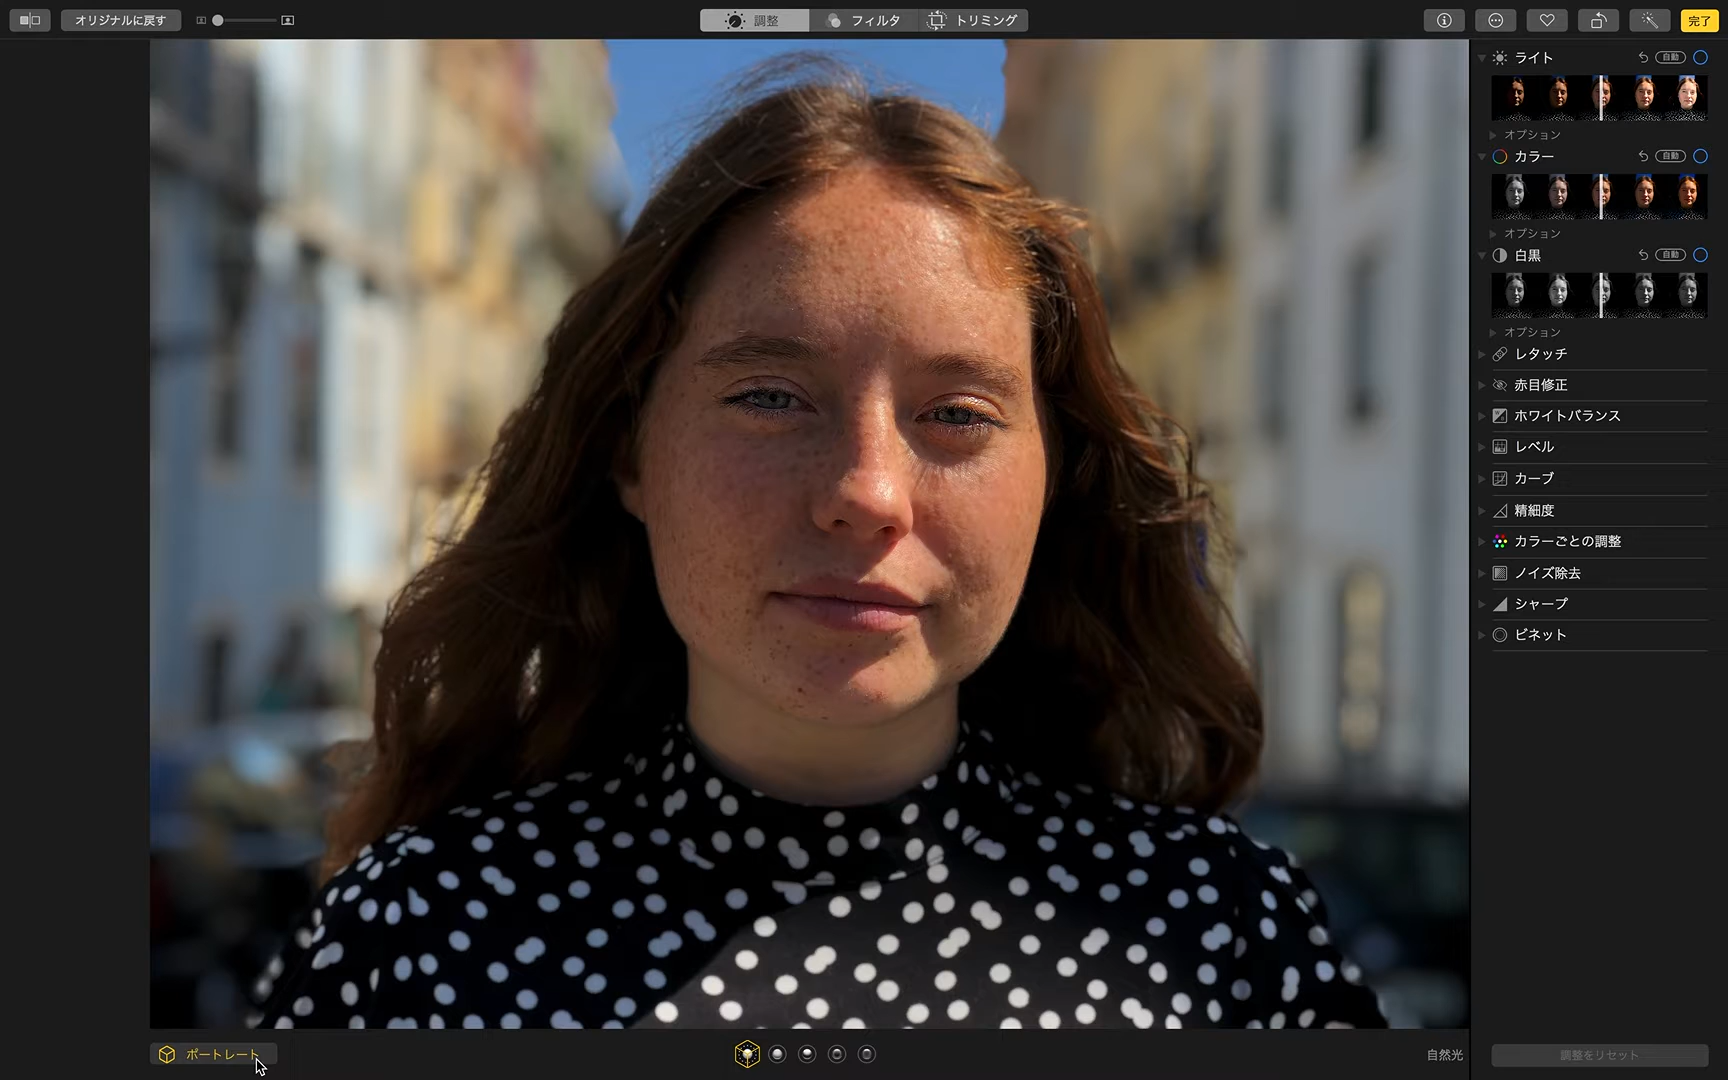 オリジナルに戻す
調整
フィルタ
トリミング
完了
ライト
自動
オプション
カラー
自動
オプション
白黒
自動
オプション
レタッチ
赤目修正
ホワイトバランス
レベル
カーブ
精細度
カラーごとの調整
ノイズ除去
シャープ
ビネット
ポートレート
自然光
調整をリセット